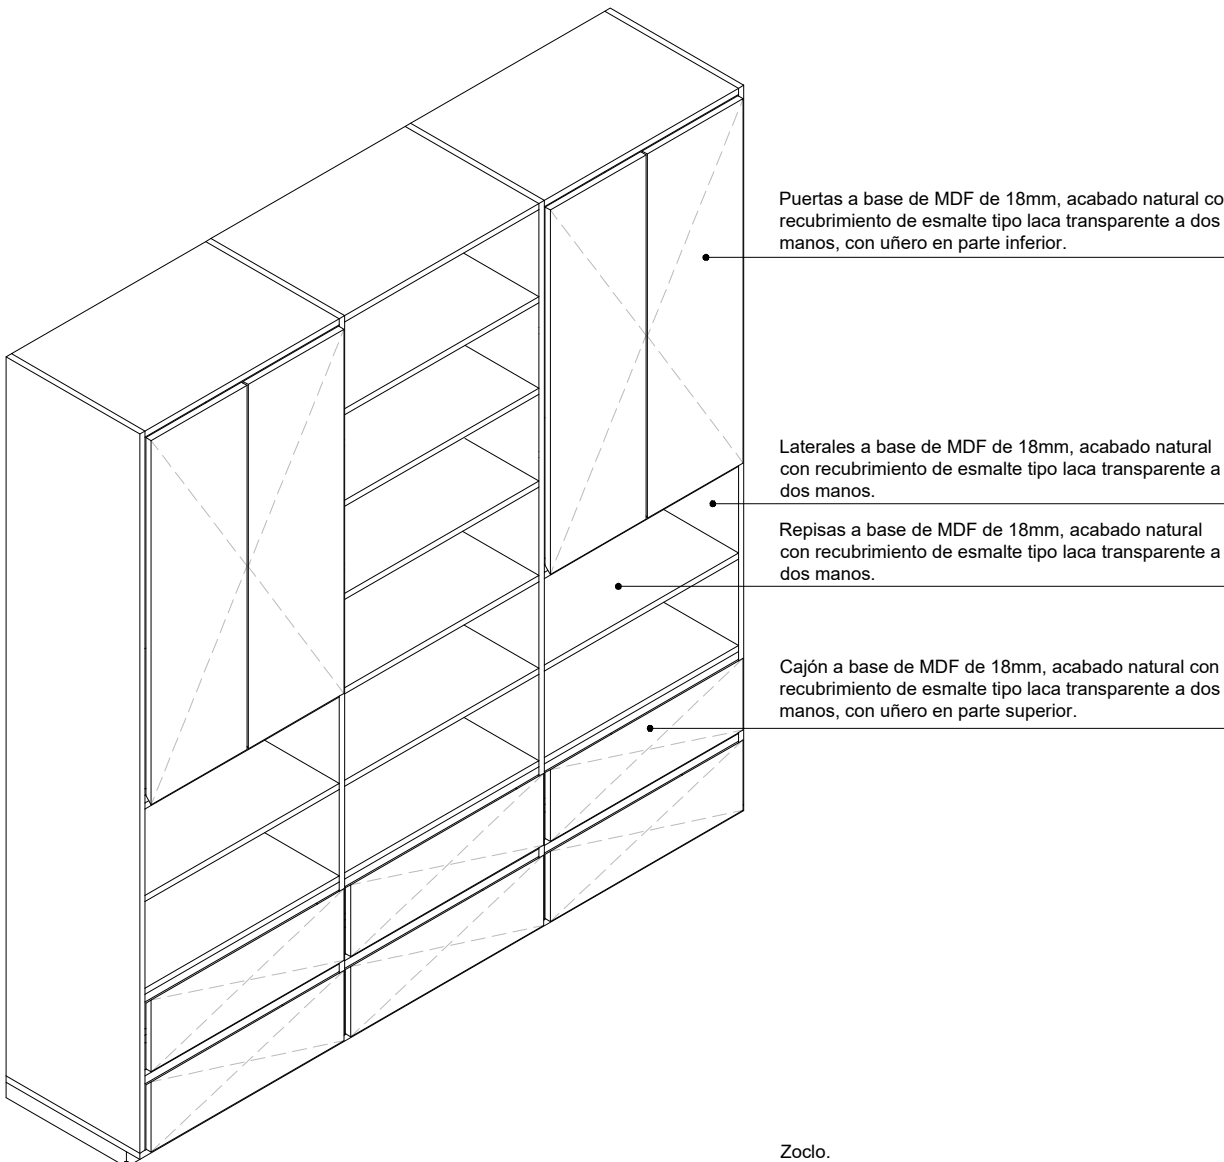 Puertas a base de MDF de 18mm, acabado natural co
recubrimiento de esmalte tipo laca transparente a dos
manos, con uñero en parte inferior.
Laterales a base de MDF de 18mm, acabado natural
con recubrimiento de esmalte tipo laca transparente a
dos manos.
Repisas a base de MDF de 18mm, acabado natural
con recubrimiento de esmalte tipo laca transparente a
dos manos.
Cajón a base de MDF de 18mm, acabado natural con
recubrimiento de esmalte tipo laca transparente a dos
manos, con uñero en parte superior.
Zoclo.